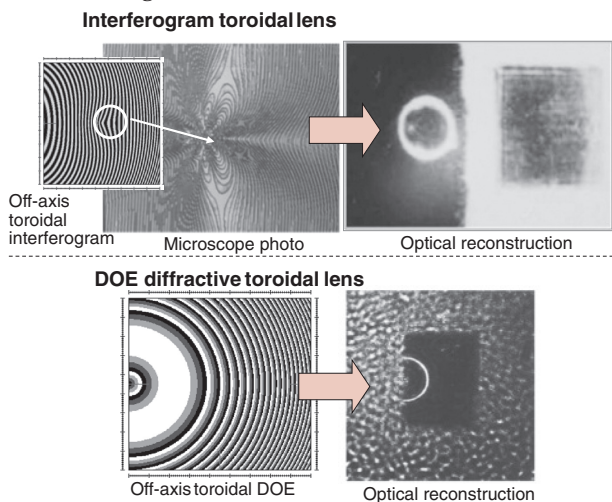 Interferogram toroidal lens
Off-axis
toroidal
interferogram
Microscope photo
Optical reconstruction
DOE diffractive toroidal lens
Off-axis toroidal DOE
Optical reconstruction